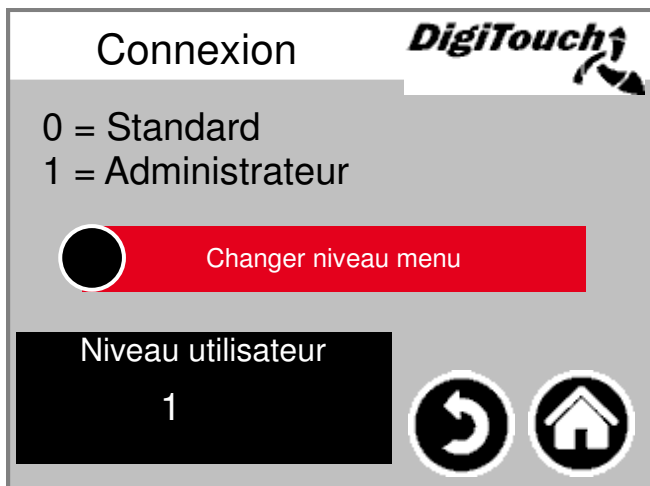 Connexion
DigiTouch
0 = Standard
1 = Administrateur
Changer niveau menu
Niveau utilisateur
1